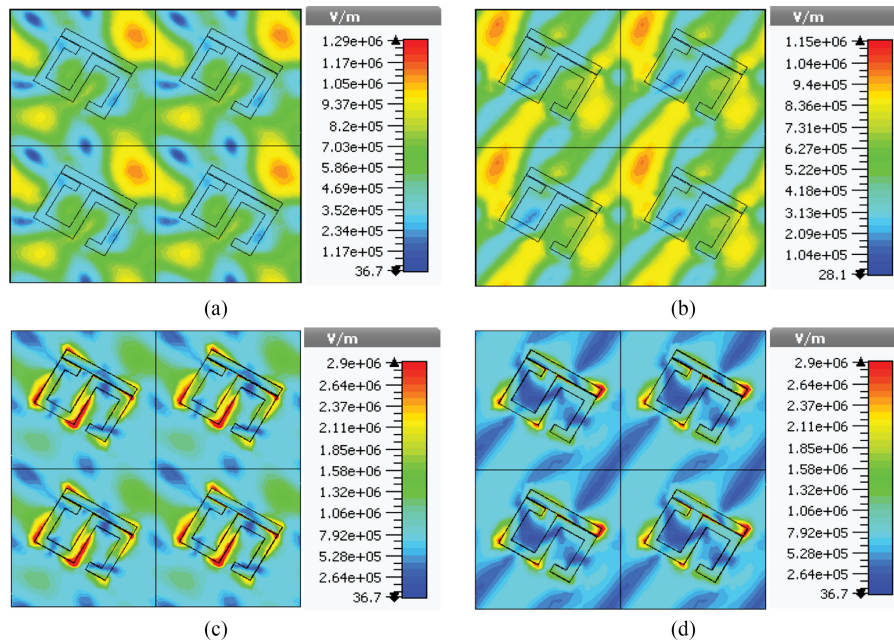 V/m
1.29e+06
1.17e+06
1.05e+06
9.37e+05
8.2e+05
7.03e+05
5.86e+05
4.69e+05
3.52e+05
2.34e+05
1.17e+05
36.7
(a)
V/m
1.15e+06
1.04e+06
9.4e+05
8.36e+05
7.31e+05
6.27e+05
5.22e+05
4.18e+05
3.13e+05
2.09e+05
1.04e+05
28.1
(b)
V/m
2.9e+06
2.64e+06
2.37e+06
2.11e+06
1.85e+06
1.58e+06
1.32e+06
1.06e+06
7.92e+05
5.28e+05
2.64e+05
36.7
(c)
V/m
2.9e+06
2.64e+06
2.37e+06
2.11e+06
1.85e+06
1.58e+06
1.32e+06
1.06e+06
7.92e+05
5.28e+05
2.64e+05
36.7
(d)